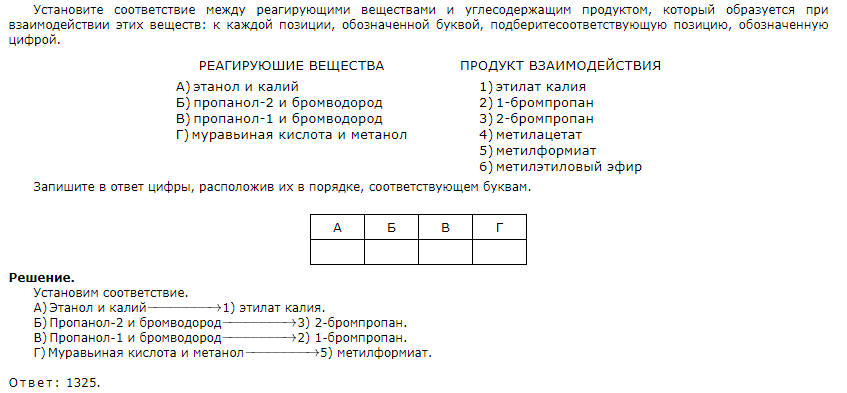 Установите соответствие между реагирующими веществами и углесодержащим продуктом, который образуется при
взаимодействии этих веществ: к каждой позиции, обозначенной буквой, подберитесоответствующую позицию, обозначенную
цифрой.
РЕАГИРУЮШИЕ ВЕЩЕСТВА ПРОДУКТ ВЗАИМОДЕЙСТВИЯ
А) этанол и калий 1) этилат калия
Б) пропанол-2 и бромводород 2) 1-бромпропан
В) пропанол-1 и бромводород 3) 2-бромпропан
Г) муравьиная кислота и метанол 4) метилацетат
5) метилформиат
6) метилэтиловый эфир
Запишите в ответ цифры, расположив их в порядке, соответствующем буквам.
А Б В Г
Решение.
Установим соответствие.
А) Этанол и калий⟶1) этилат калия.
Б) Пропанол-2 и бромводород⟶3) 2-бромпропан.
В) Пропанол-1 и бромводород⟶2) 1-бромпропан.
Г) Муравьиная кислота и метанол⟶5) метилформиат.
Ответ: 1325.